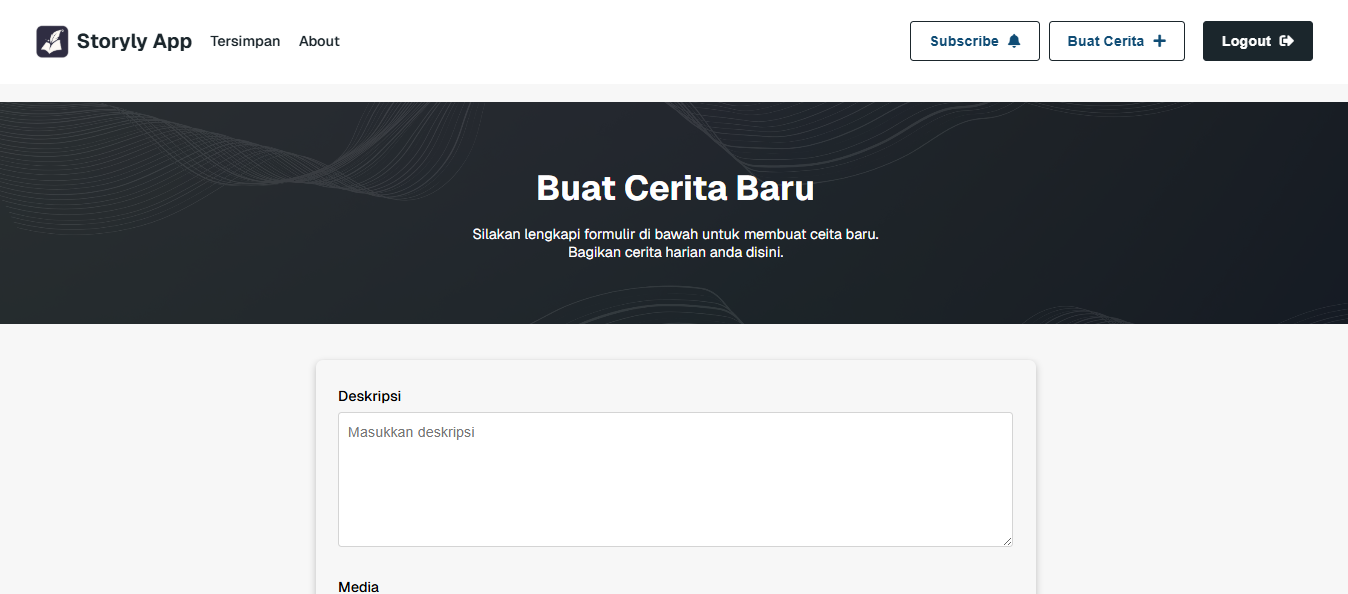 Storyly App
Tersimpan
About
Subscribe
Buat Cerita
Logout
Buat Cerita Baru
Silakan lengkapi formulir di bawah untuk membuat ceita baru.
Bagikan cerita harian anda disini.
Deskripsi
Masukkan deskripsi
Media